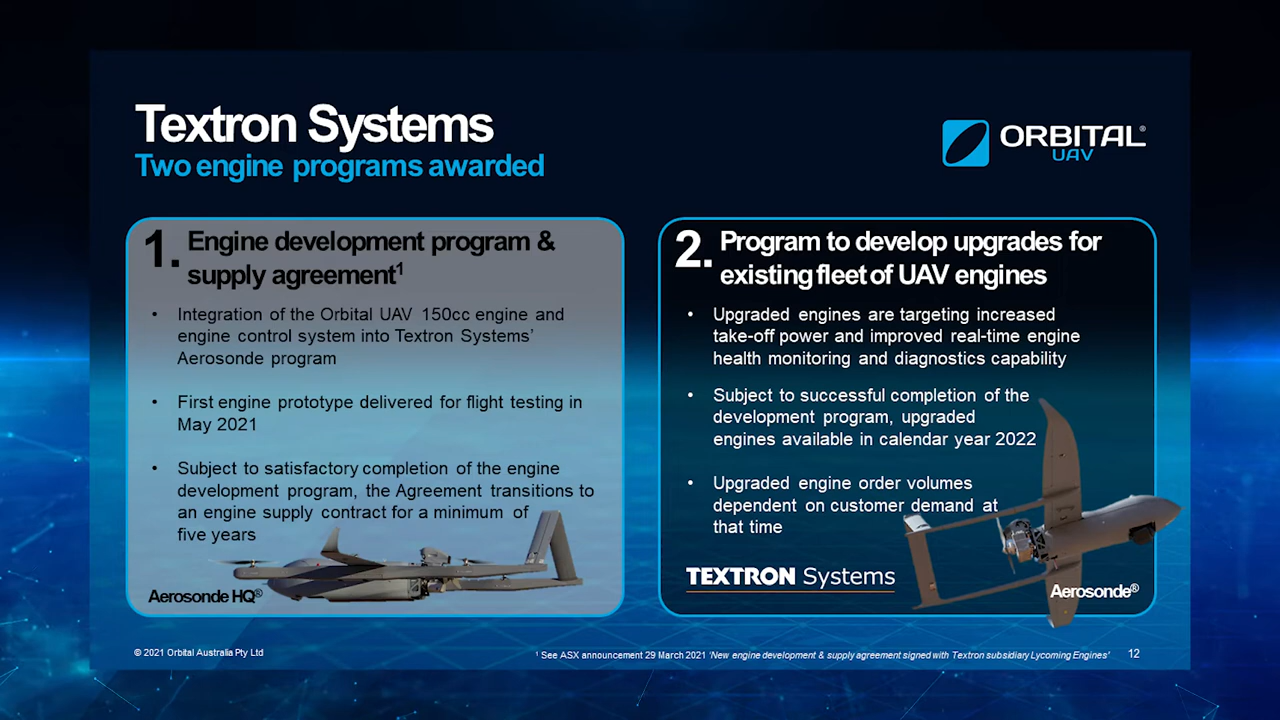 Textron Systems
Two engine programs awarded
ORBITAL®
UAV
1. Engine development program &
supply agreement¹
• Integration of the Orbital UAV 150cc engine and
engine control system into Textron Systems’
Aerosonde program
• First engine prototype delivered for flight testing in
May 2021
• Subject to satisfactory completion of the engine
development program, the Agreement transitions to
an engine supply contract for a minimum of
five years
Aerosonde HQ®
2. Program to develop upgrades for
existing fleet of UAV engines
• Upgraded engines are targeting increased
take-off power and improved real-time engine
health monitoring and diagnostics capability
• Subject to successful completion of the
development program, upgraded
engines available in calendar year 2022
• Upgraded engine order volumes
dependent on customer demand at
that time
TEXTRON Systems
Aerosonde®
© 2021 Orbital Australia Pty Ltd
¹ See ASX announcement 29 March 2021 ‘New engine development & supply agreement signed with Textron subsidiary Lycoming Engines’
12